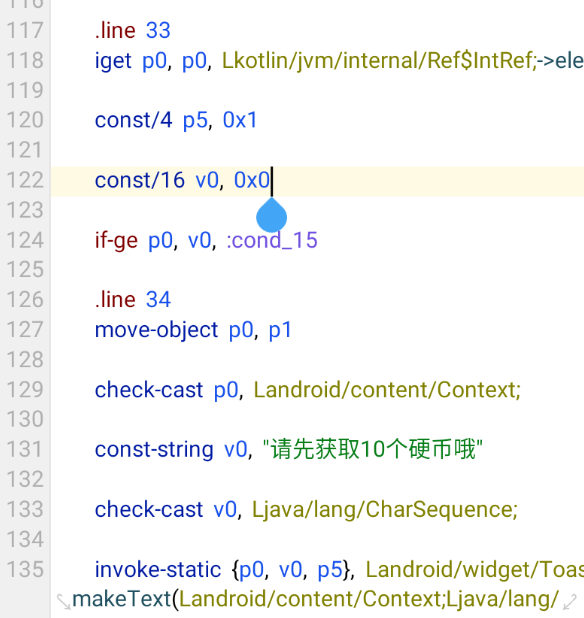 116
117 .line 33
118 iget p0, p0, Lkotlin/jvm/internal/Ref$IntRef;->ele
119
120 const/4 p5, 0x1
121
122 const/16 v0, 0x0
123
124 if-ge p0, v0, :cond_15
125
126 .line 34
127 move-object p0, p1
128
129 check-cast p0, Landroid/content/Context;
130
131 const-string v0, "请先获取10个硬币哦"
132
133 check-cast v0, Ljava/lang/CharSequence;
134
135 invoke-static {p0, v0, p5}, Landroid/widget/Toas
makeText(Landroid/content/Context;Ljava/lang/